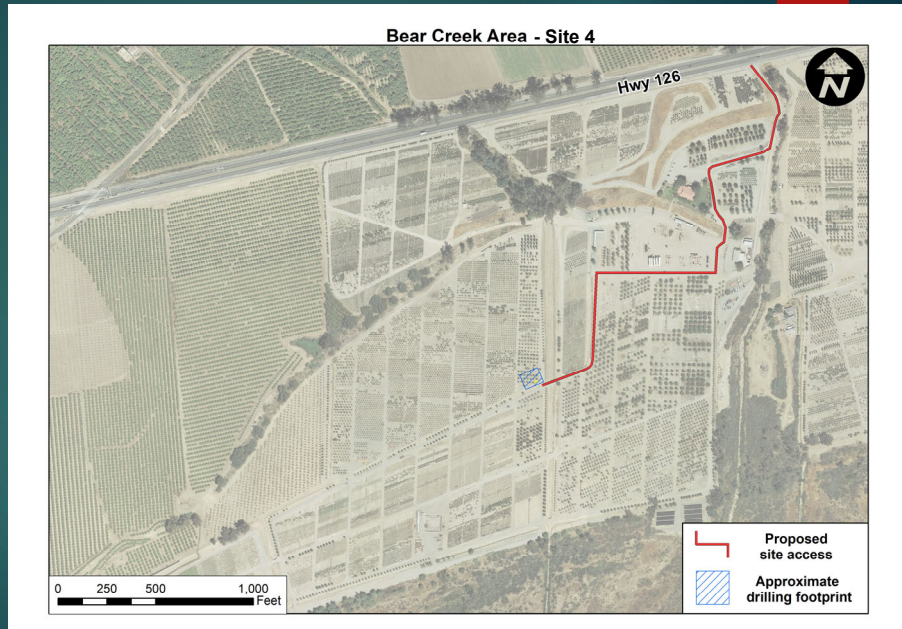 Bear Creek Area - Site 4
Hwy 126
N
Proposed
site access
Approximate
drilling footprint
0 250 500 1,000
Feet